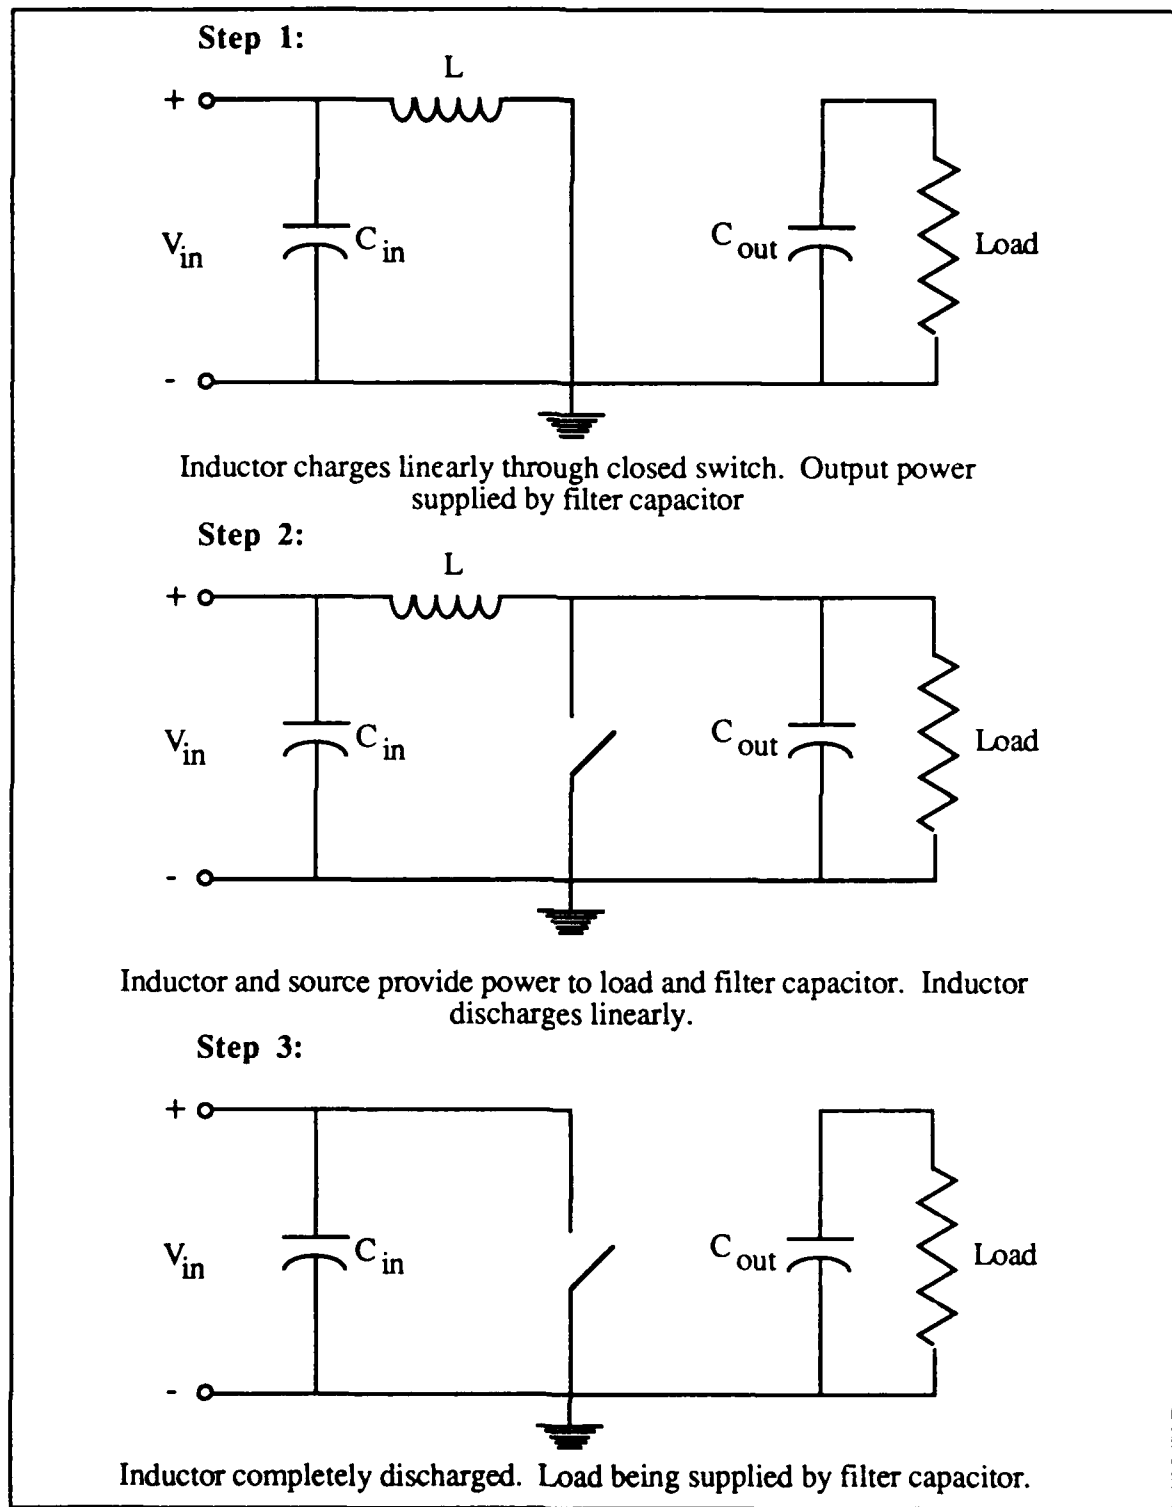 Step 1:
L
+
V in
C in
C out
Load
-
Inductor charges linearly through closed switch. Output power
supplied by filter capacitor
Step 2:
L
+
V in
C in
C out
Load
-
Inductor and source provide power to load and filter capacitor. Inductor
discharges linearly.
Step 3:
+
V in
C in
C out
Load
-
Inductor completely discharged. Load being supplied by filter capacitor.